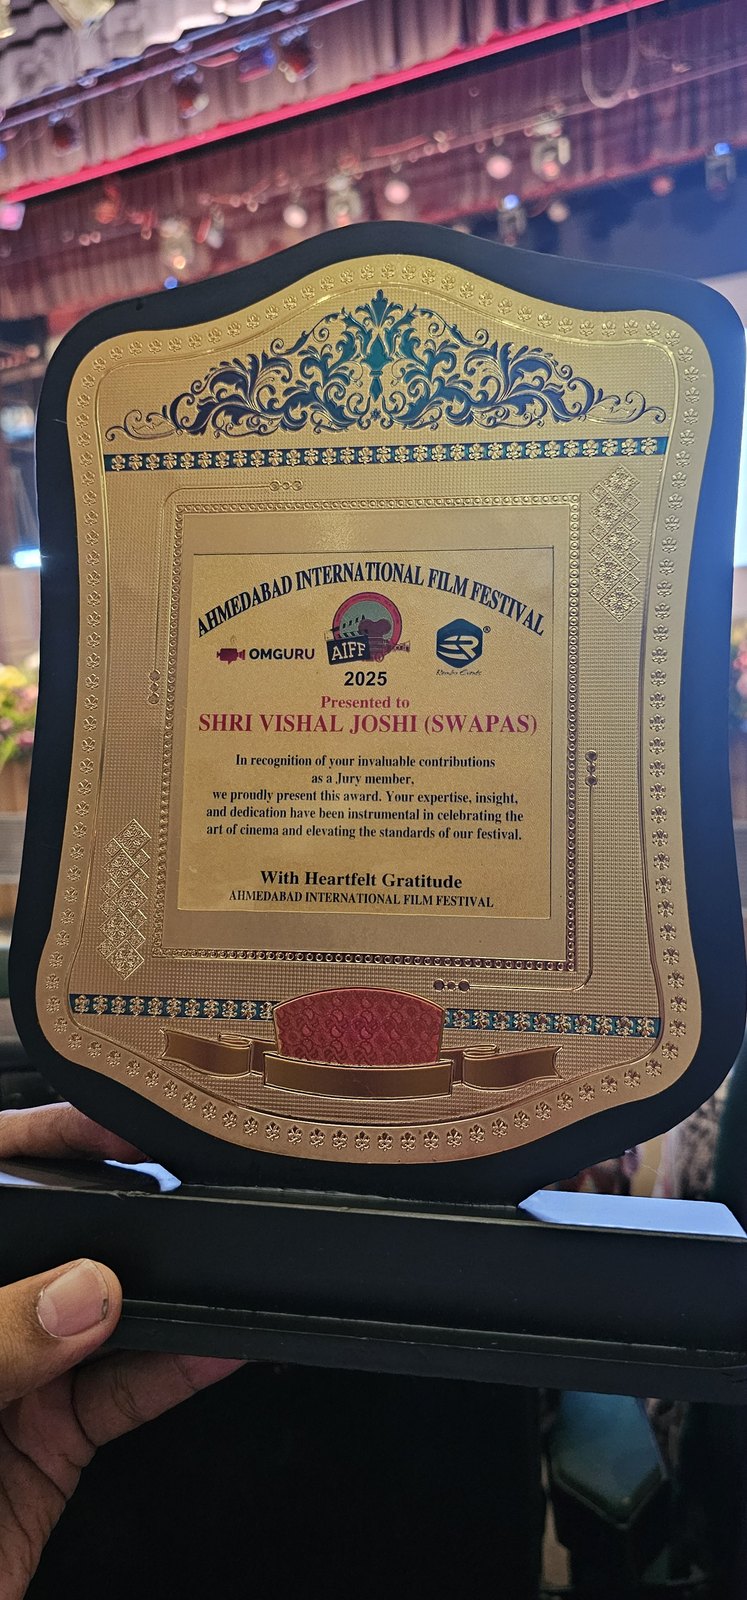 AHMEDABAD INTERNATIONAL FILM FESTIVAL
OMGURU
AIFF
2025
Presented to
SHRI VISHAL JOSHI (SWAPAS)
In recognition of your invaluable contributions
as a Jury member,
we proudly present this award. Your expertise, insight,
and dedication have been instrumental in celebrating the
art of cinema and elevating the standards of our festival.
With Heartfelt Gratitude
AHMEDABAD INTERNATIONAL FILM FESTIVAL